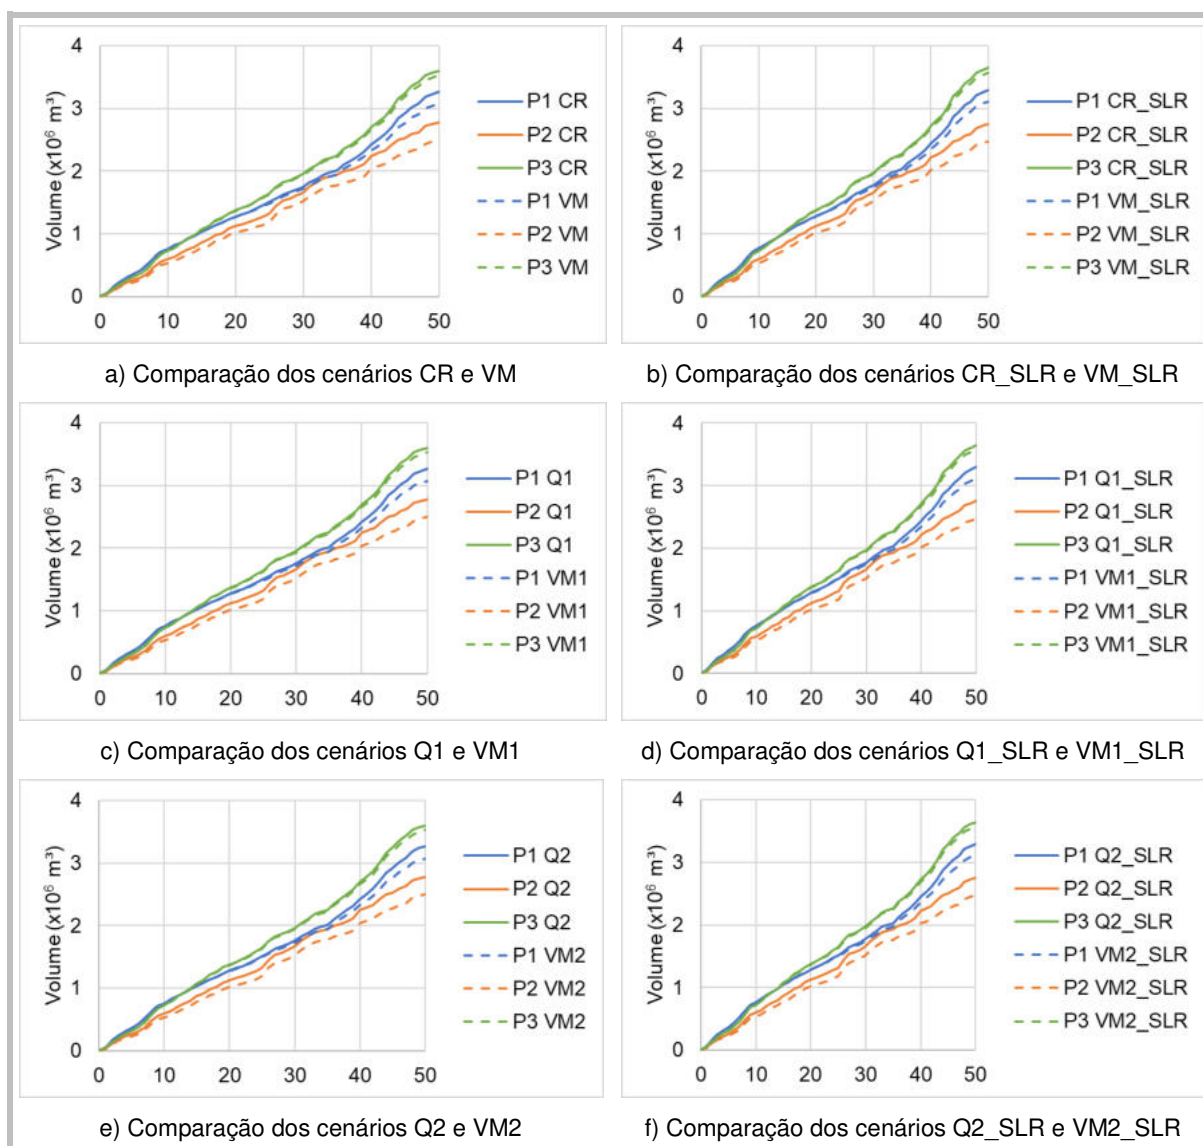 4
3
2
1
0
Volume (x10⁶ m³)
0 10 20 30 40 50
P1 CR
P2 CR
P3 CR
P1 VM
P2 VM
P3 VM
a) Comparação dos cenários CR e VM
4
3
2
1
0
Volume (x10⁶ m³)
0 10 20 30 40 50
P1 CR_SLR
P2 CR_SLR
P3 CR_SLR
P1 VM_SLR
P2 VM_SLR
P3 VM_SLR
b) Comparação dos cenários CR_SLR e VM_SLR
4
3
2
1
0
Volume (x10⁶ m³)
0 10 20 30 40 50
P1 Q1
P2 Q1
P3 Q1
P1 VM1
P2 VM1
P3 VM1
c) Comparação dos cenários Q1 e VM1
4
3
2
1
0
Volume (x10⁶ m³)
0 10 20 30 40 50
P1 Q1_SLR
P2 Q1_SLR
P3 Q1_SLR
P1 VM1_SLR
P2 VM1_SLR
P3 VM1_SLR
d) Comparação dos cenários Q1_SLR e VM1_SLR
4
3
2
1
0
Volume (x10⁶ m³)
0 10 20 30 40 50
P1 Q2
P2 Q2
P3 Q2
P1 VM2
P2 VM2
P3 VM2
e) Comparação dos cenários Q2 e VM2
4
3
2
1
0
Volume (x10⁶ m³)
0 10 20 30 40 50
P1 Q2_SLR
P2 Q2_SLR
P3 Q2_SLR
P1 VM2_SLR
P2 VM2_SLR
P3 VM2_SLR
f) Comparação dos cenários Q2_SLR e VM2_SLR